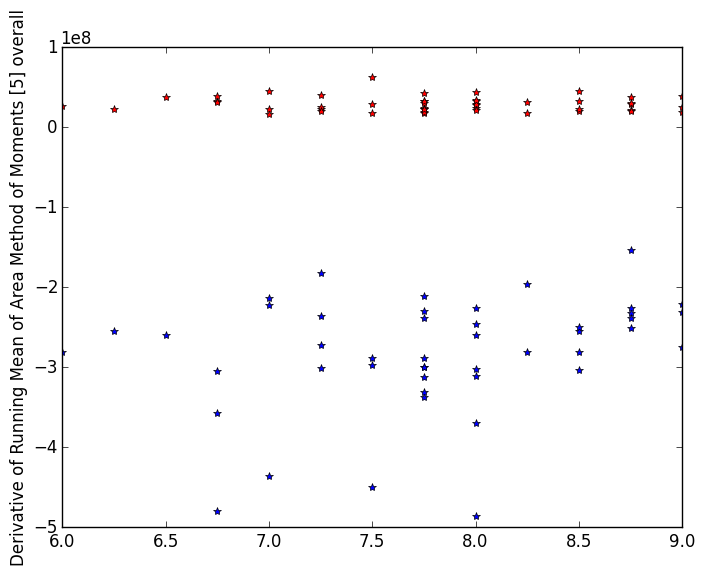 1e8
Derivative of Running Mean of Area Method of Moments [5] overall
1
0
−1
−2
−3
−4
−5
6.0 6.5 7.0 7.5 8.0 8.5 9.0